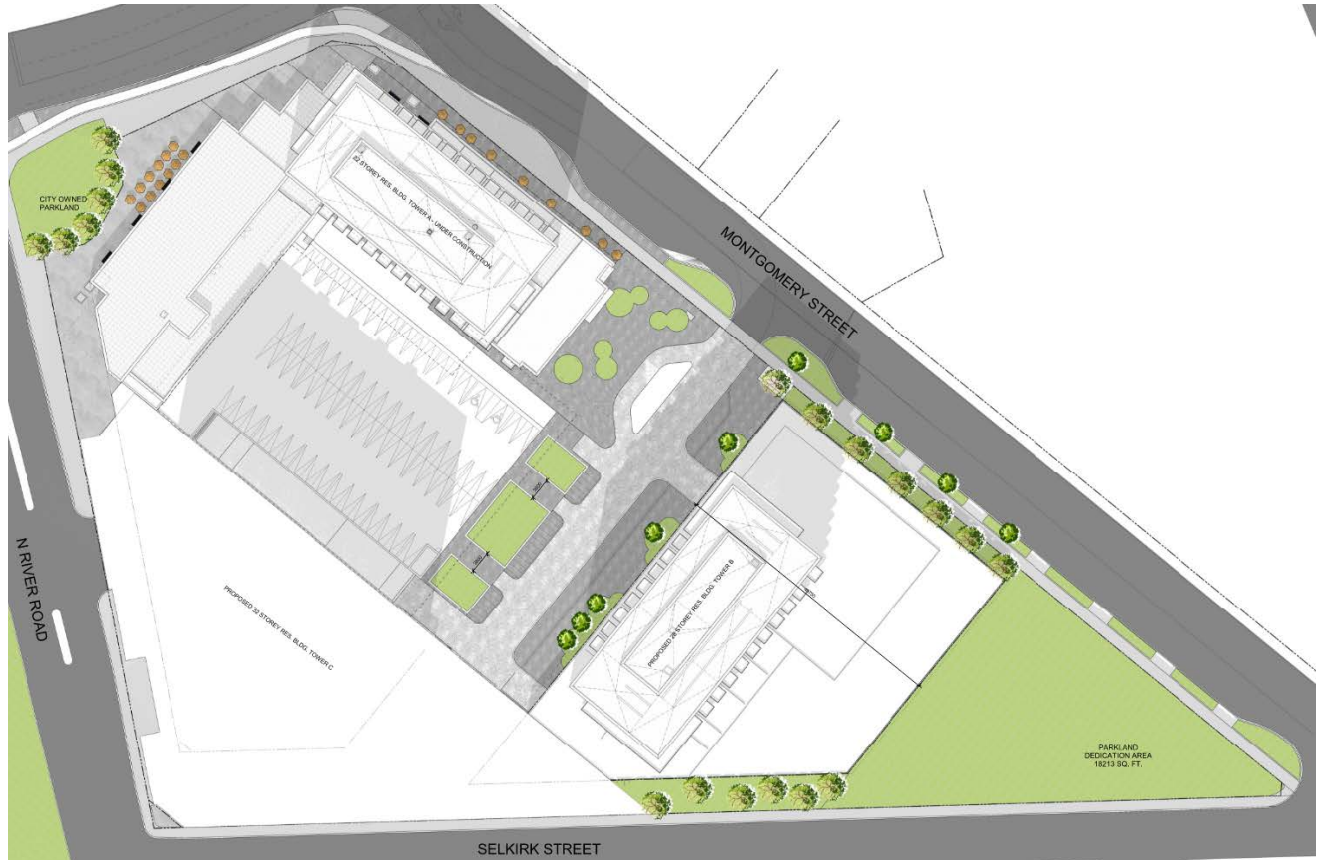 CITY OWNED
PARKLAND
22 STOREY RES. BLDG. TOWER A - UNDER CONSTRUCTION
MONTGOMERY STREET
N RIVER ROAD
PROPOSED 32 STOREY RES. BLDG. TOWER C
PROPOSED 28 STOREY RES. BLDG. TOWER B
PARKLAND
DEDICATION AREA
18213 SQ. FT.
SELKIRK STREET